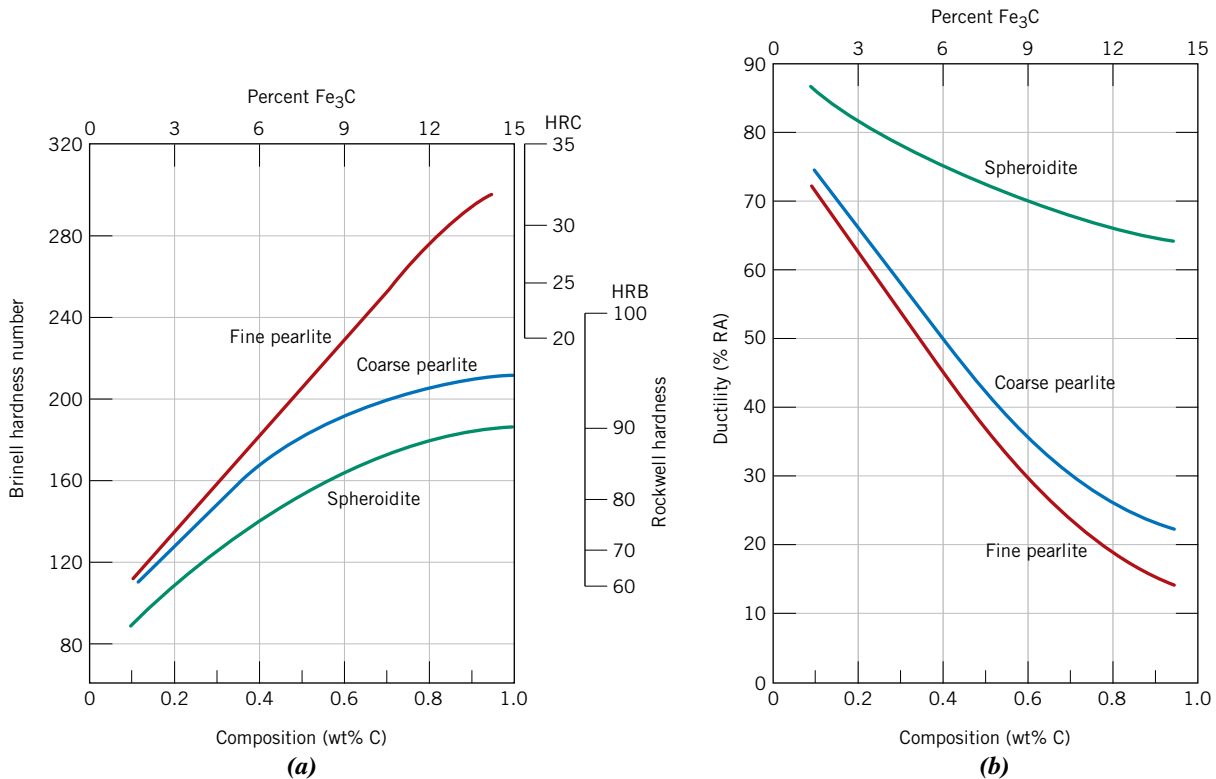 Percent Fe3C
0 3 6 9 12 15
HRC
35
30
25
20
HRB
100
90
80
70
60
Rockwell hardness
320
280
240
200
160
120
80
Brinell hardness number
Fine pearlite
Coarse pearlite
Spheroidite
0 0.2 0.4 0.6 0.8 1.0
Composition (wt% C)
(a)
Percent Fe3C
0 3 6 9 12 15
90
80
70
60
50
40
30
20
10
0
Ductility (% RA)
Spheroidite
Coarse pearlite
Fine pearlite
0 0.2 0.4 0.6 0.8 1.0
Composition (wt% C)
(b)